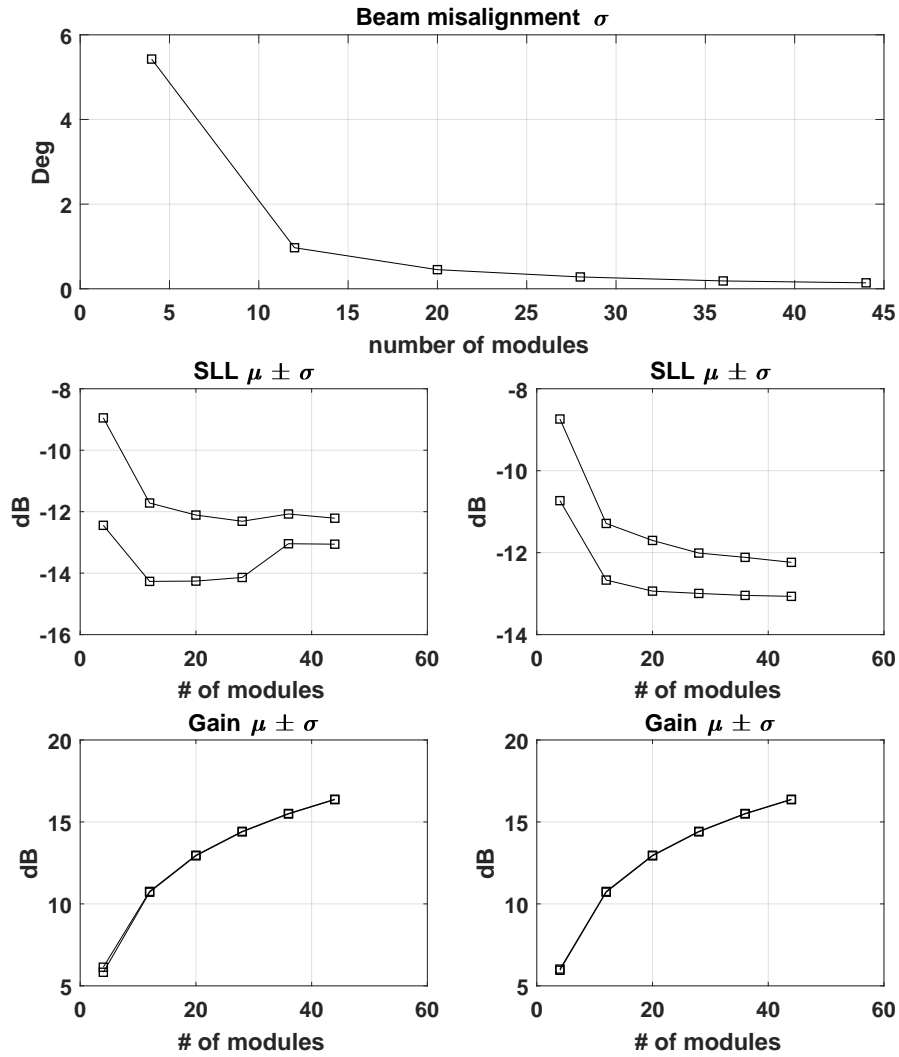 Beam misalignment σ
6
4
2
0
Deg
0 5 10 15 20 25 30 35 40 45
number of modules
SLL μ ± σ
-8
-10
-12
-14
-16
dB
0 20 40 60
# of modules
SLL μ ± σ
-8
-10
-12
-14
dB
0 20 40 60
# of modules
Gain μ ± σ
20
15
10
5
dB
0 20 40 60
# of modules
Gain μ ± σ
20
15
10
5
dB
0 20 40 60
# of modules